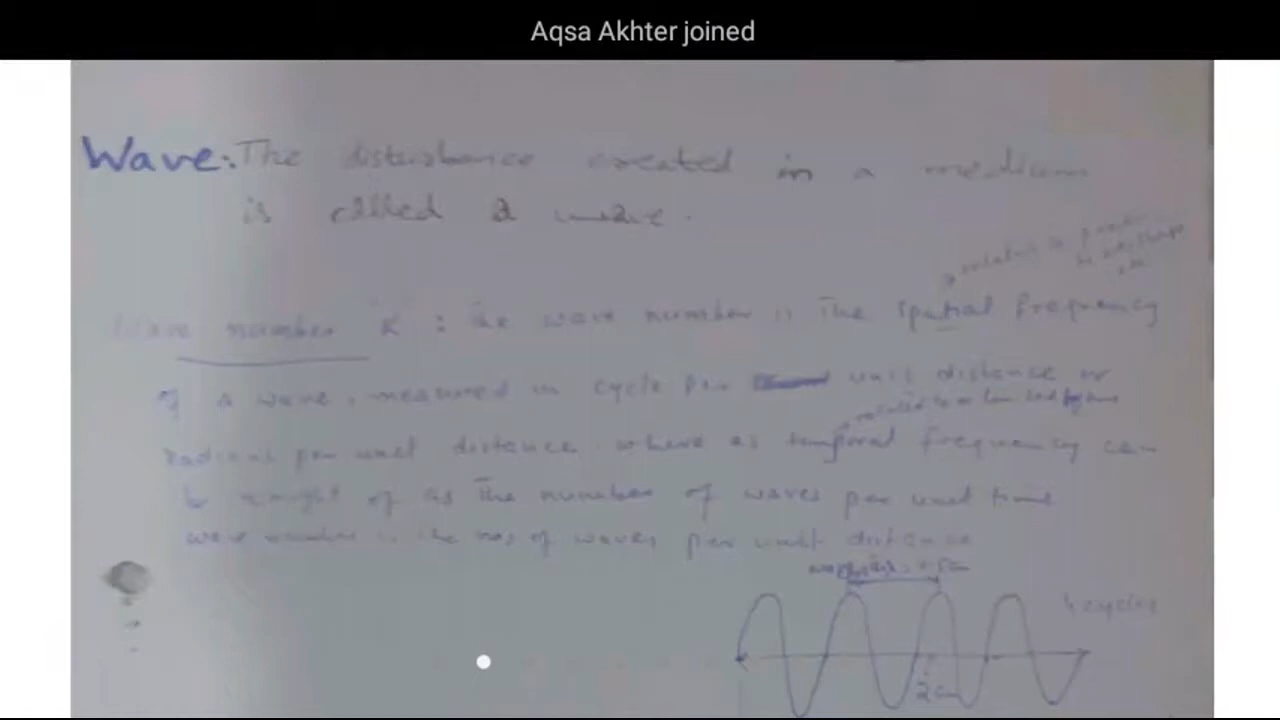 Aqsa Akhter joined
Wave: The disturbance created in a medium
is called a wave.
Wave number K : The wave number is the spatial frequency
of a wave, measured in cycle per unit distance or
radians per unit distance. where as temporal frequency can
be thought of as the number of waves per unit time
wave number is the nos of waves per unit distance
4 cycles
2cm